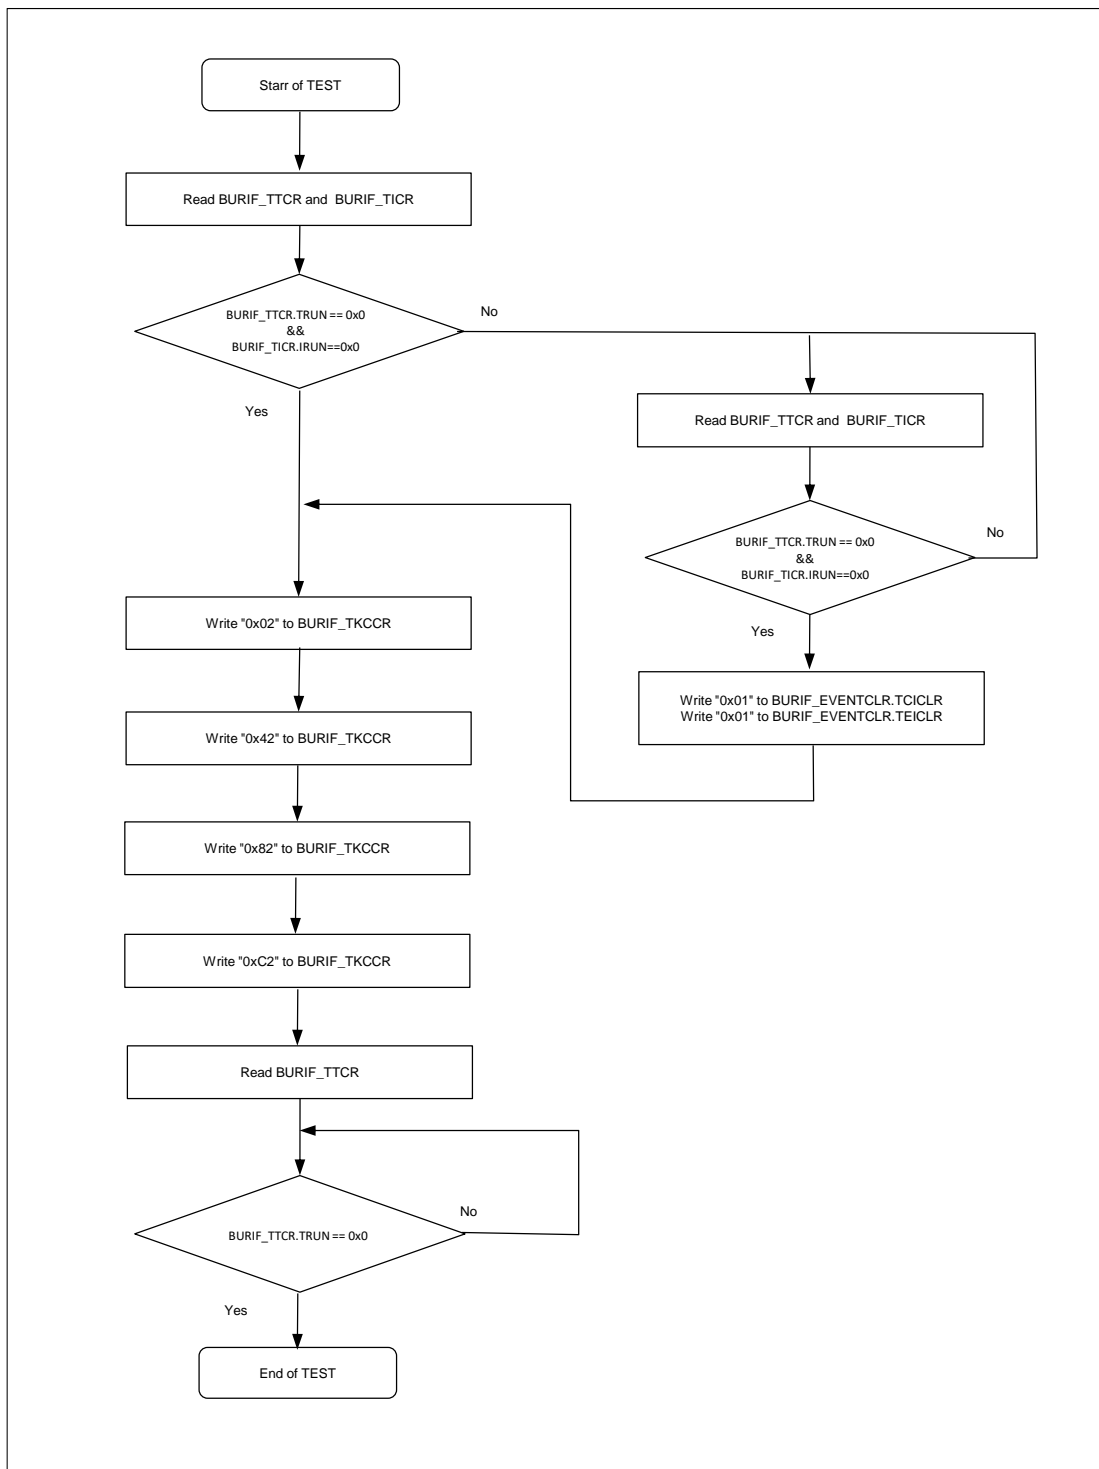 Starr of TEST
Read BURIF_TTCR and BURIF_TICR
BURIF_TTCR.TRUN == 0x0
&&
BURIF_TICR.IRUN==0x0
No
Yes
Read BURIF_TTCR and BURIF_TICR
BURIF_TTCR.TRUN == 0x0
&&
BURIF_TICR.IRUN==0x0
No
Yes
Write "0x01" to BURIF_EVENTCLR.TCICLR
Write "0x01" to BURIF_EVENTCLR.TEICLR
Write "0x02" to BURIF_TKCCR
Write "0x42" to BURIF_TKCCR
Write "0x82" to BURIF_TKCCR
Write "0xC2" to BURIF_TKCCR
Read BURIF_TTCR
BURIF_TTCR.TRUN == 0x0
No
Yes
End of TEST